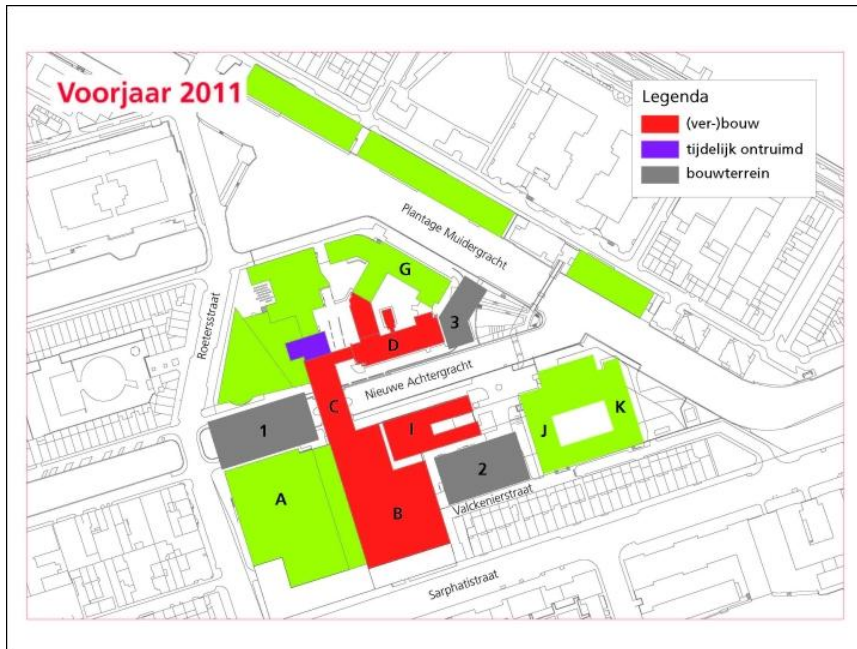 Voorjaar 2011
Legenda
(ver-)bouw
tijdelijk ontruimd
bouwterrein
Plantage Muidergracht
G
Roetersstraat
3
D
Nieuwe Achtergracht
C
K
1
I
J
2
A
Valckenierstraat
B
Sarphatistraat